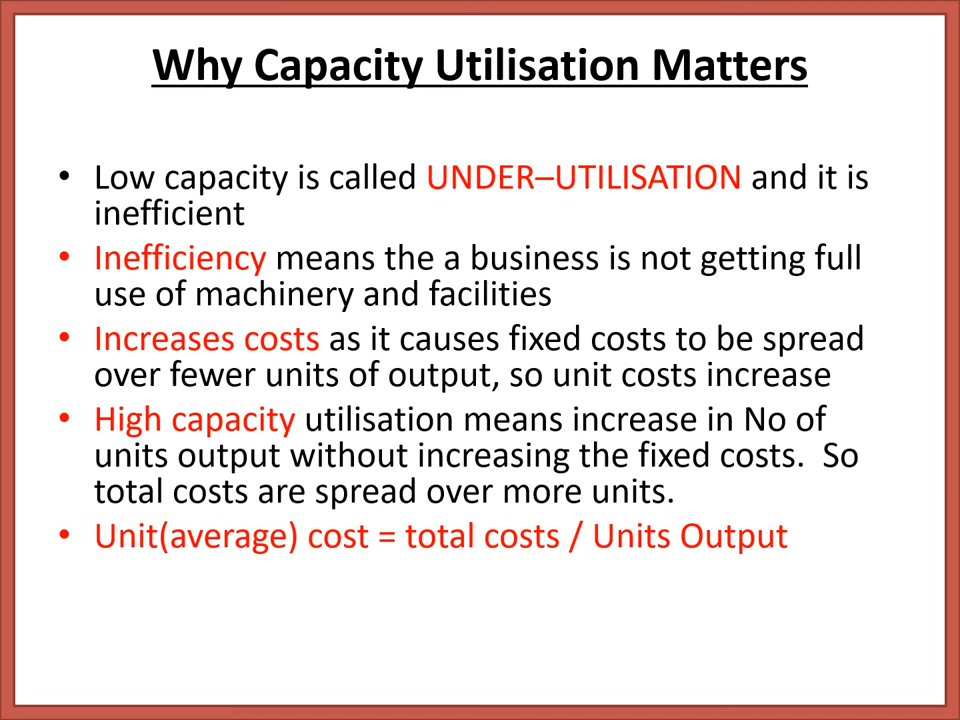 Why Capacity Utilisation Matters
• Low capacity is called UNDER–UTILISATION and it is
inefficient
• Inefficiency means the a business is not getting full
use of machinery and facilities
• Increases costs as it causes fixed costs to be spread
over fewer units of output, so unit costs increase
• High capacity utilisation means increase in No of
units output without increasing the fixed costs.  So
total costs are spread over more units.
• Unit(average) cost = total costs / Units Output